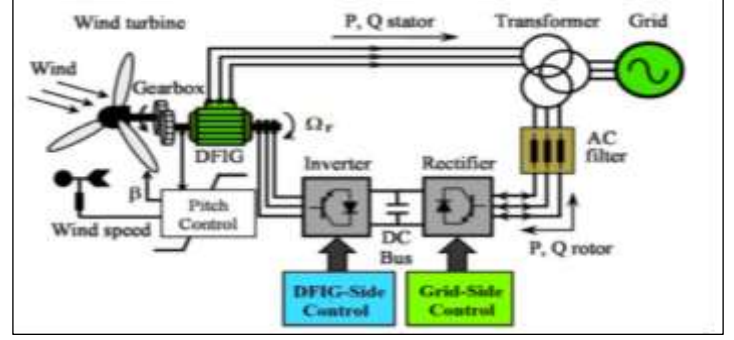 Wind turbine
P, Q stator
Transformer
Grid
Wind
Gearbox
Ωr
DFIG
Inverter
Rectifier
AC
filter
β
Pitch
Control
Wind speed
DC
Bus
P, Q rotor
DFIG-Side
Control
Grid-Side
Control